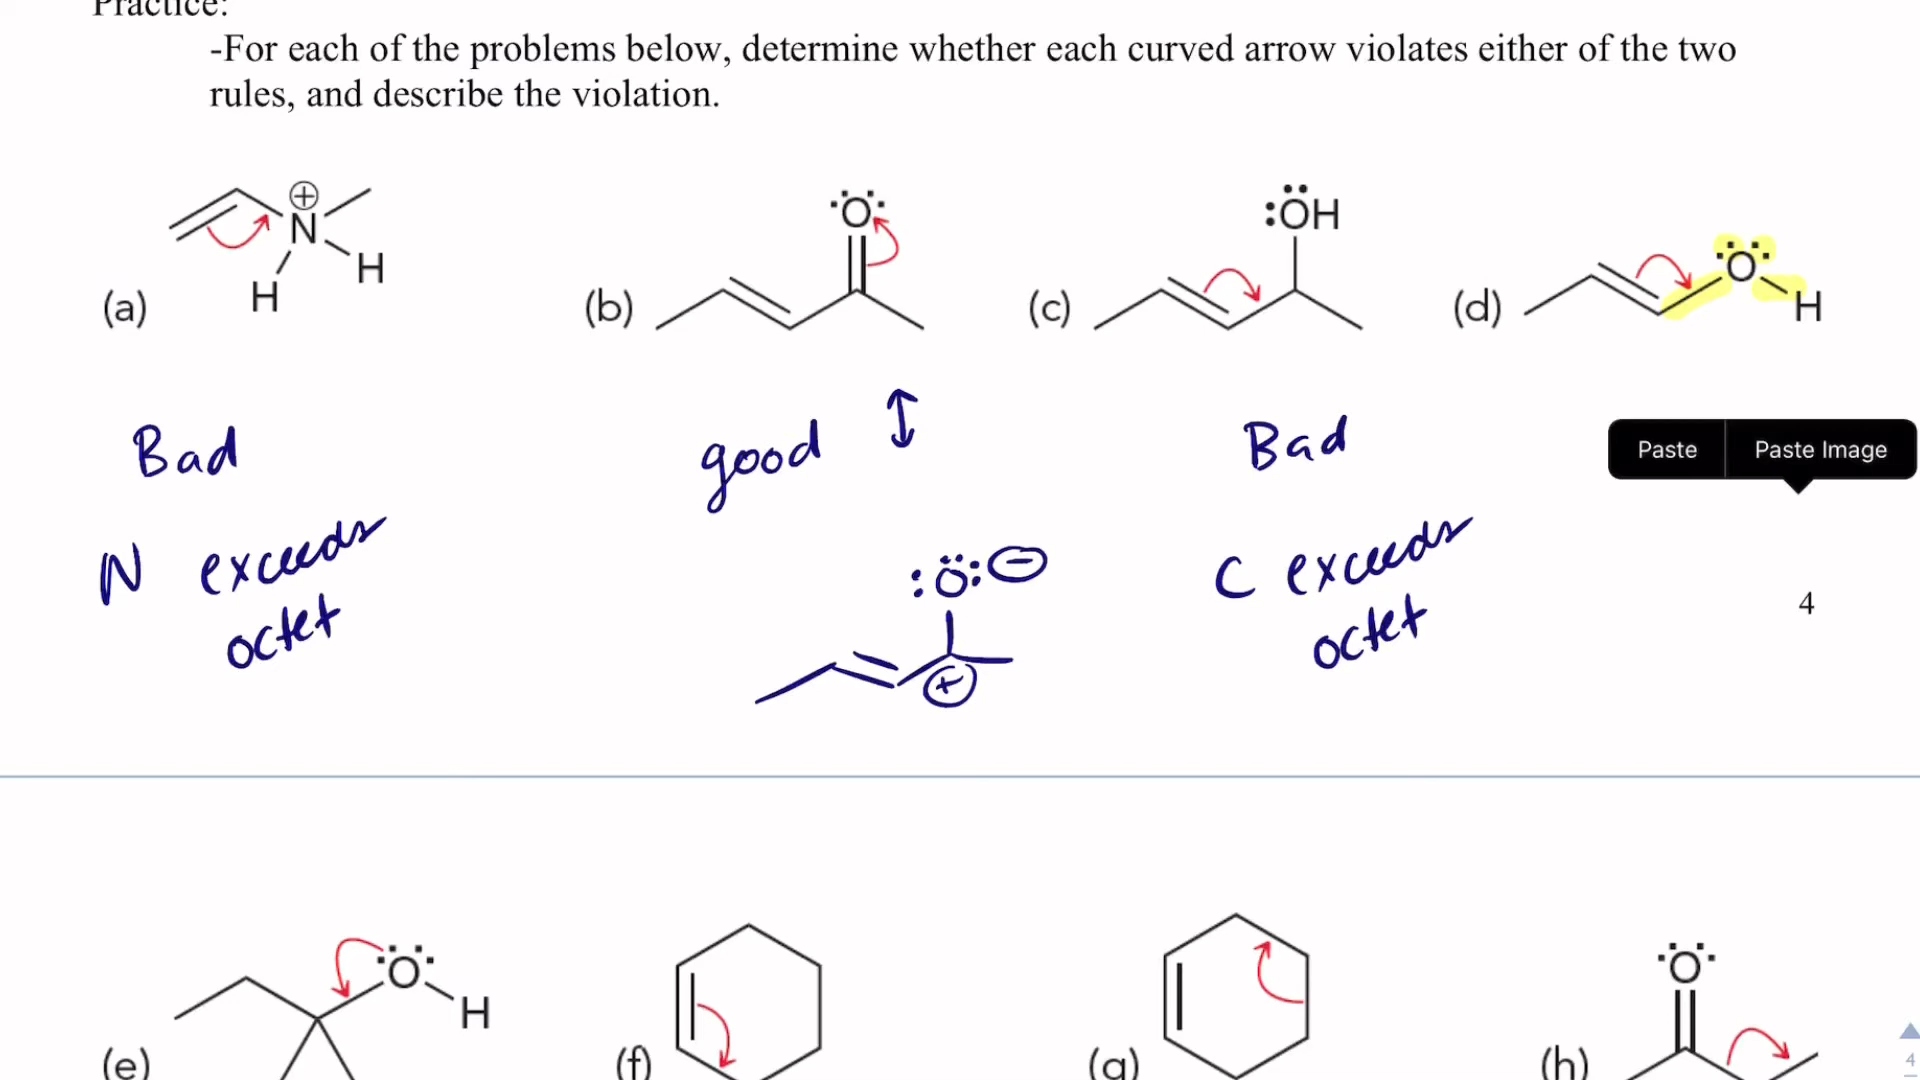 Practice:
-For each of the problems below, determine whether each curved arrow violates either of the two
rules, and describe the violation.
(a) N H H
(b) O
(c) :OH
(d) O H
Bad
good
Bad
Paste Paste Image
N exceeds
octet
:O:
C exceeds
octet
4
(e) O H
(f)
(g)
(h) O
4